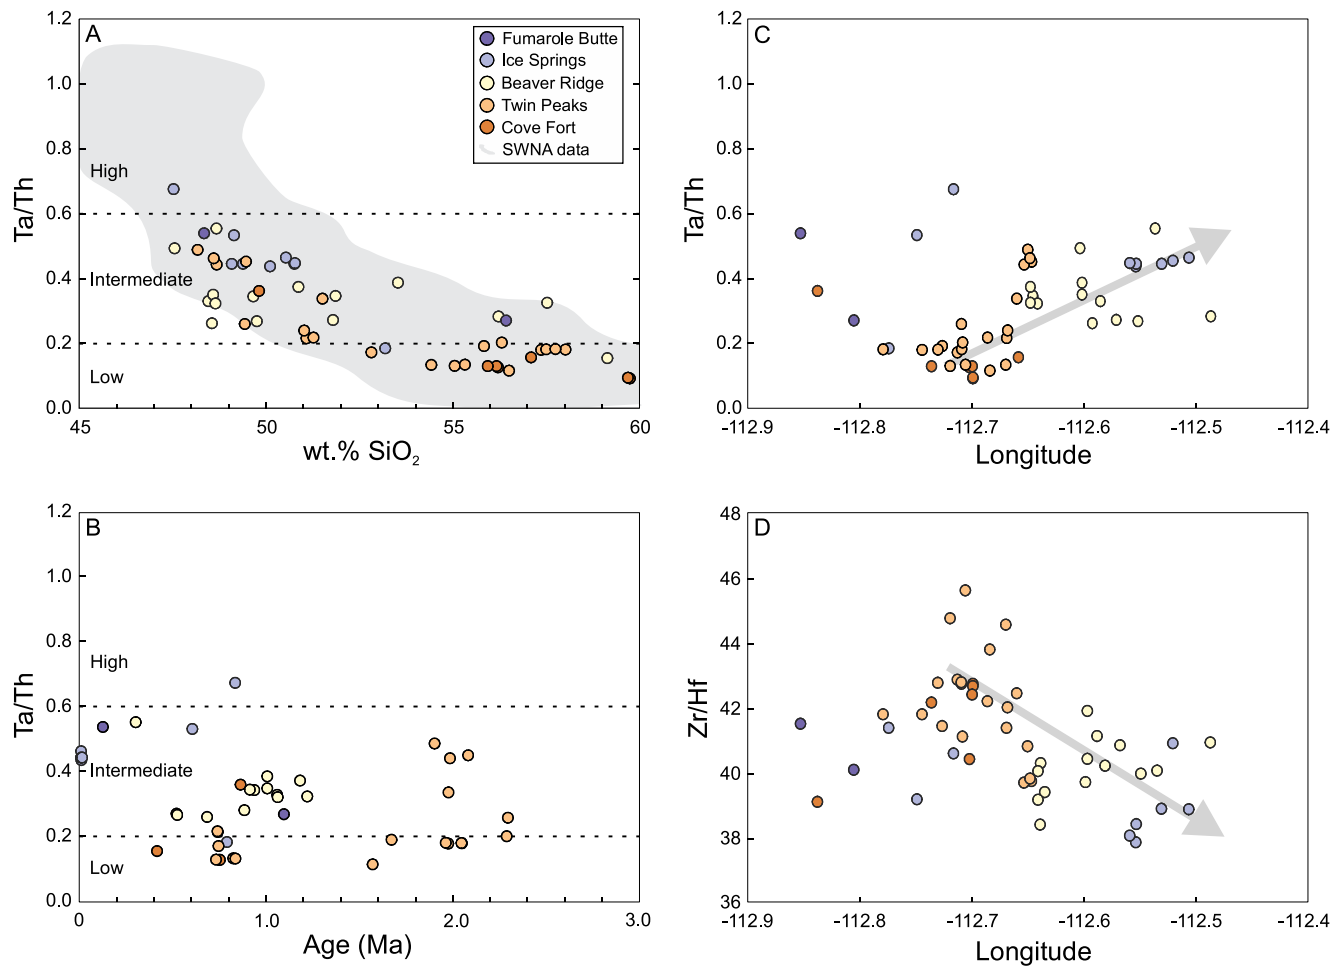 A
1.2
1.0
0.8
0.6
0.4
0.2
0.0
Ta/Th
High
Intermediate
Low
45
50
55
60
wt.% SiO₂
Fumarole Butte
Ice Springs
Beaver Ridge
Twin Peaks
Cove Fort
SWNA data
C
1.2
1.0
0.8
0.6
0.4
0.2
0.0
Ta/Th
-112.9
-112.8
-112.7
-112.6
-112.5
-112.4
Longitude
B
1.2
1.0
0.8
0.6
0.4
0.2
0.0
Ta/Th
High
Intermediate
Low
0
1.0
2.0
3.0
Age (Ma)
D
48
46
44
42
40
38
36
Zr/Hf
-112.9
-112.8
-112.7
-112.6
-112.5
-112.4
Longitude